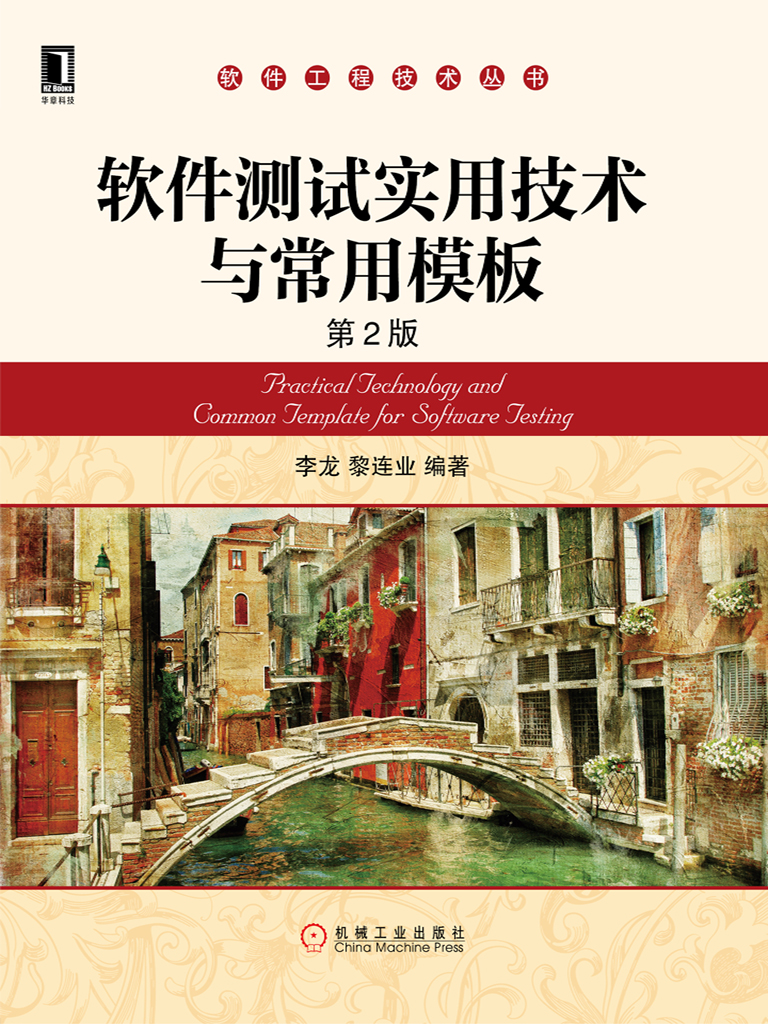 HZ BOOKS
华章科技
软件工程技术丛书
软件测试实用技术
与常用模板
第2版
Practical Technology and
Common Template for Software Testing
李龙 黎连业 编著
机械工业出版社
China Machine Press